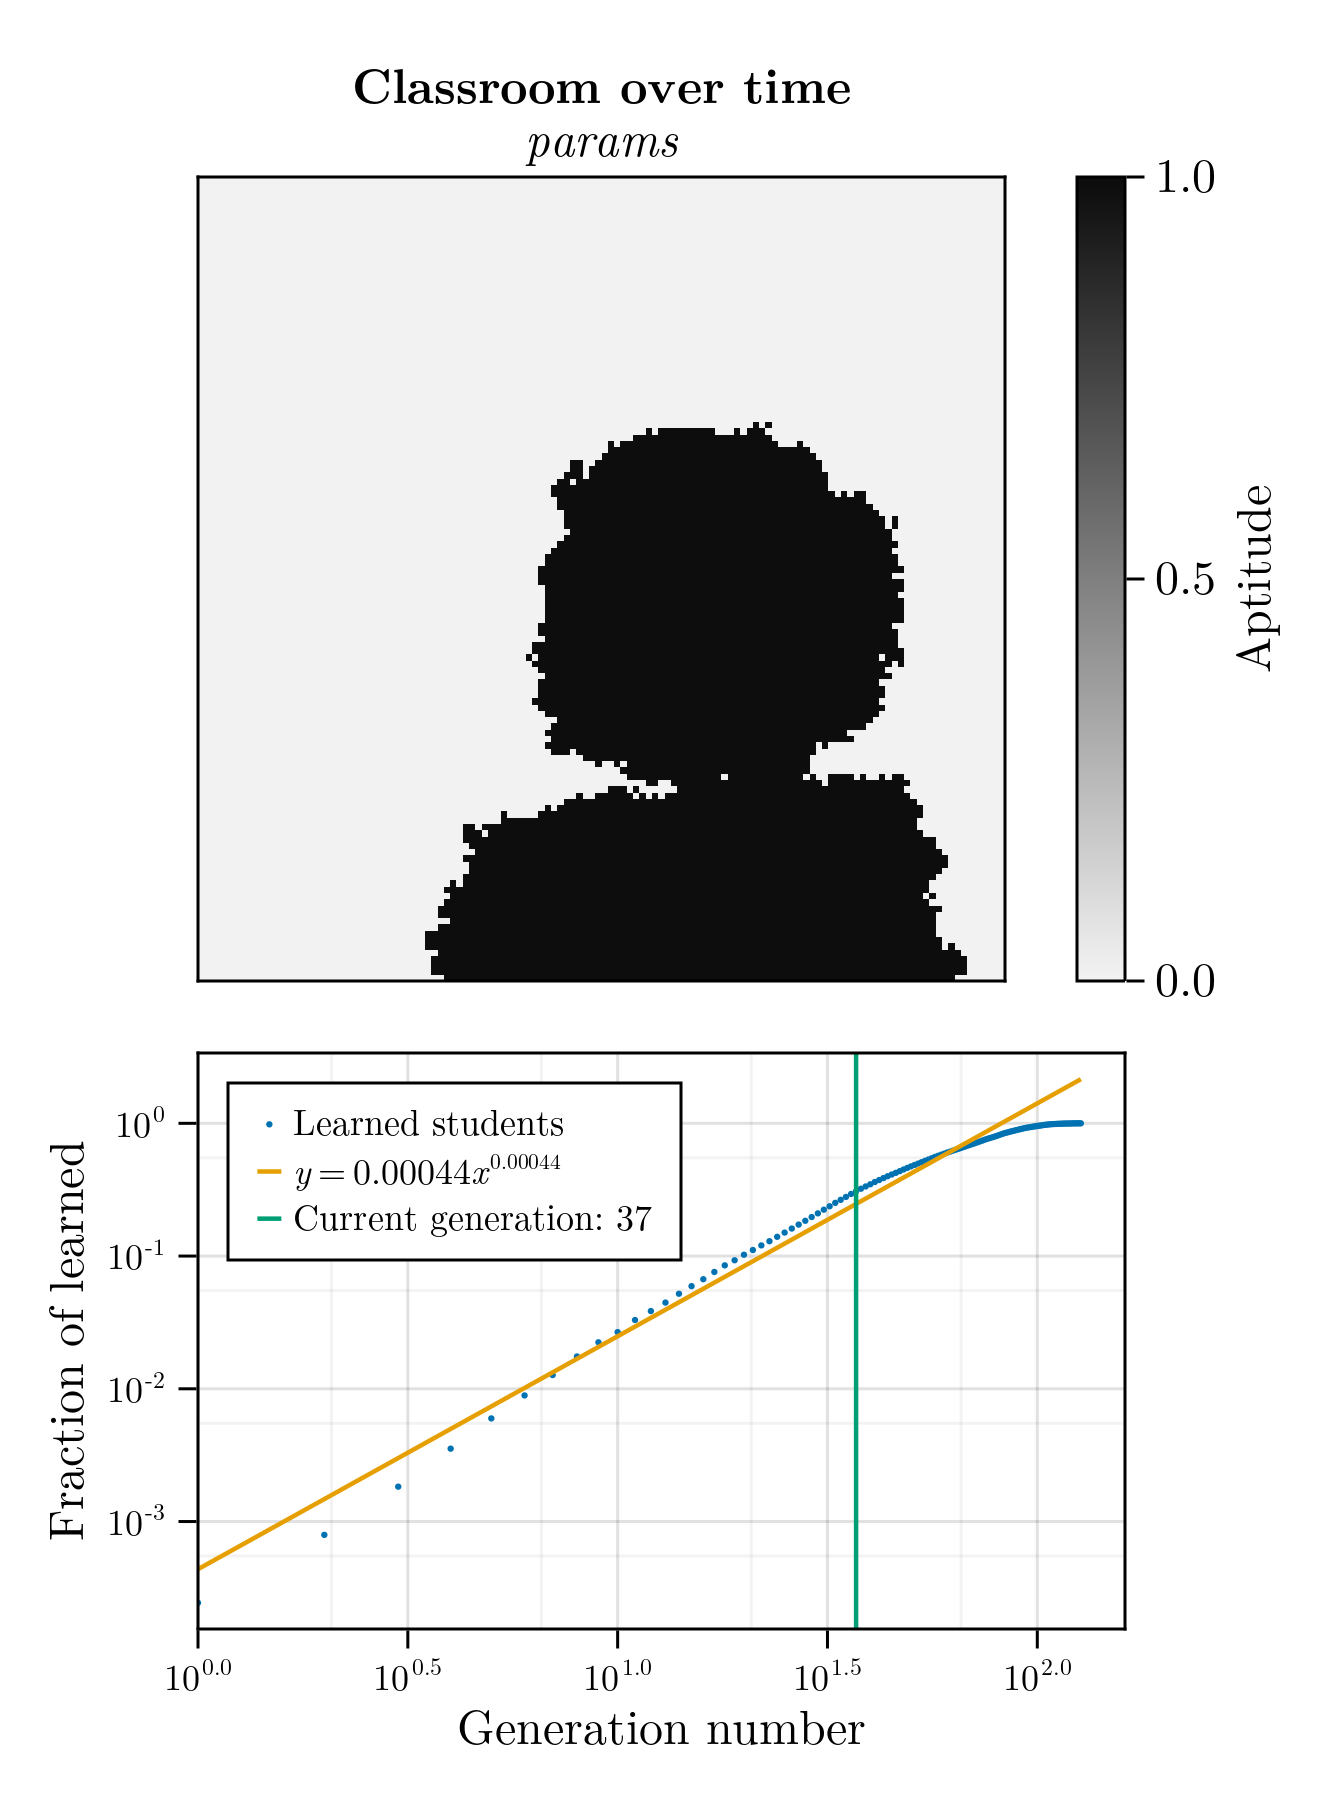 Classroom over time
params
1.0
0.5
0.0
Aptitude
10^0
10^-1
10^-2
10^-3
Fraction of learned
Learned students
y = 0.00044x^0.00044
Current generation: 37
10^0.0 10^0.5 10^1.0 10^1.5 10^2.0
Generation number